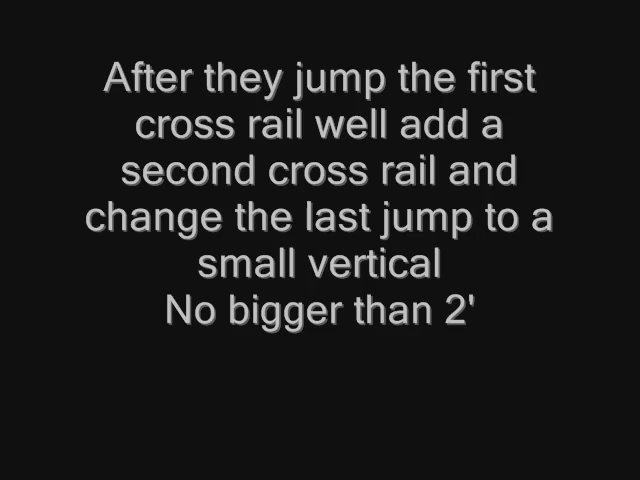 After they jump the first
cross rail well add a
second cross rail and
change the last jump to a
small vertical
No bigger than 2'